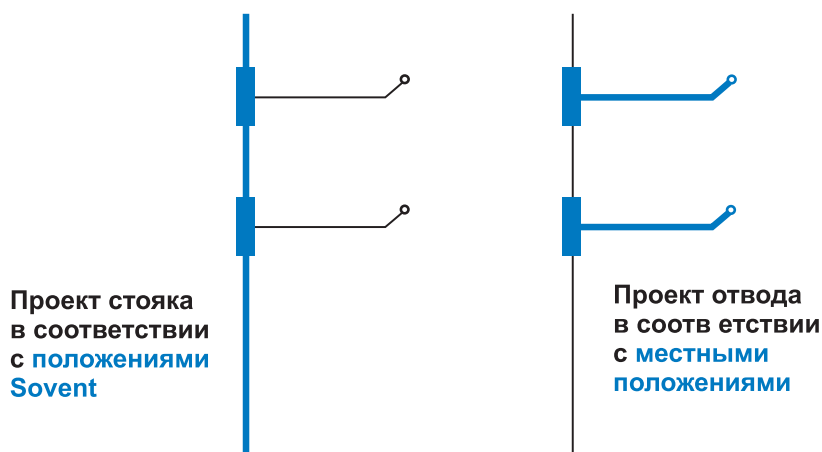 Проект стояка
в соответствии
с положениями
Sovent
Проект отвода
в соотв етствии
с местными
положениями